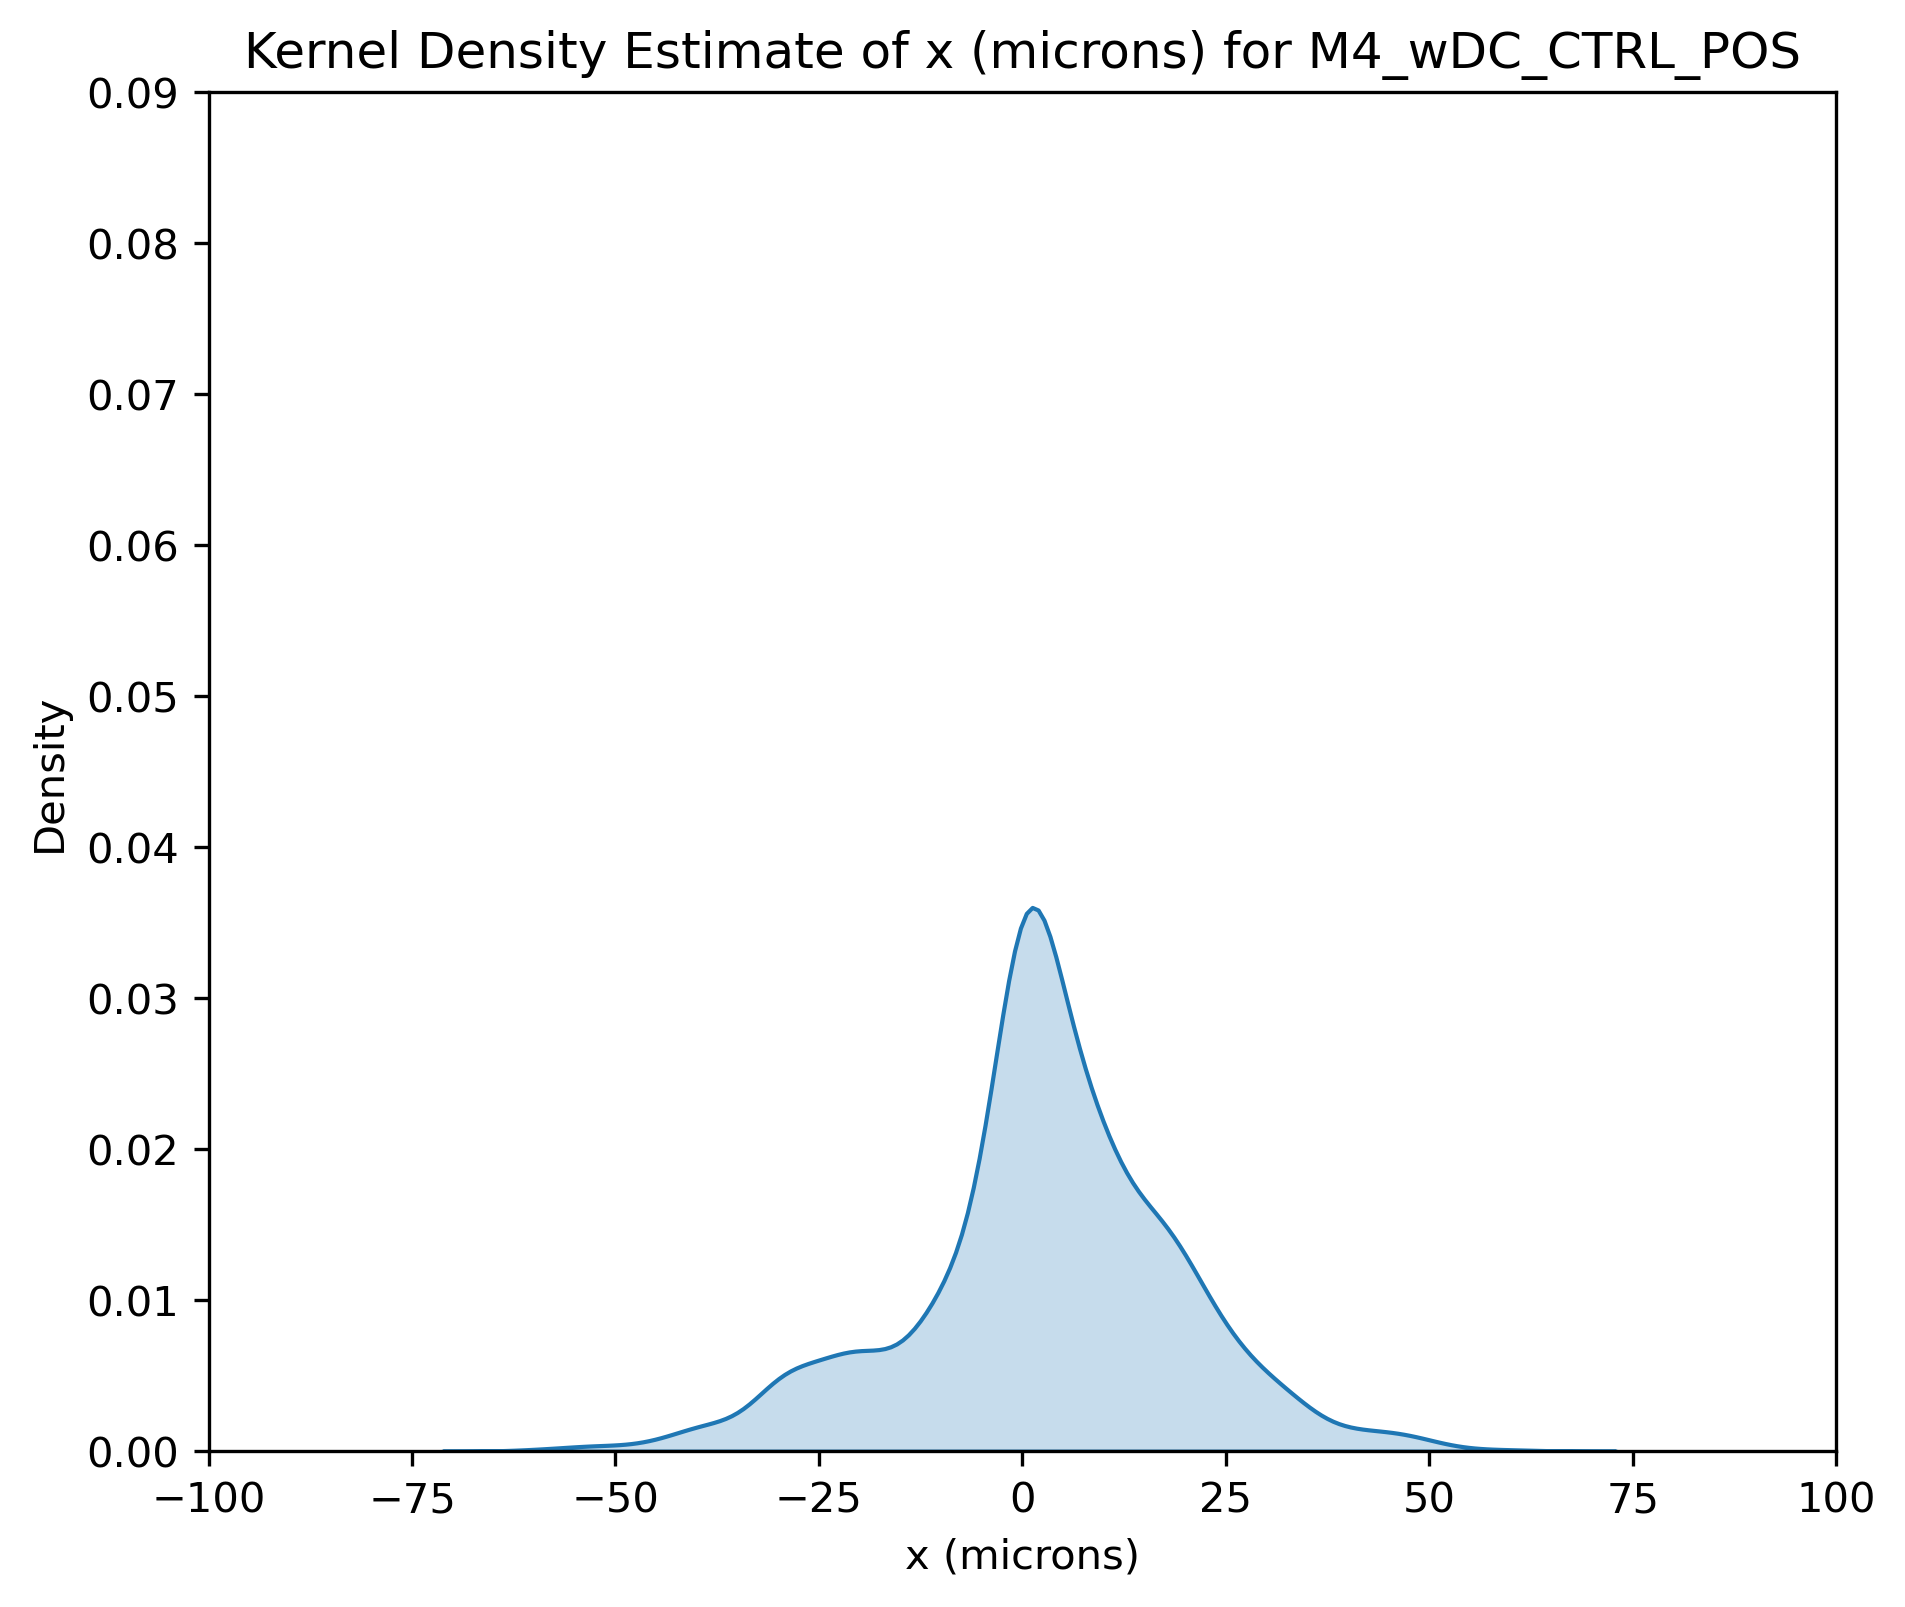 Kernel Density Estimate of x (microns) for M4_wDC_CTRL_POS
0.09
0.08
0.07
0.06
0.05
0.04
0.03
0.02
0.01
0.00
Density
−100 −75 −50 −25 0 25 50 75 100
x (microns)